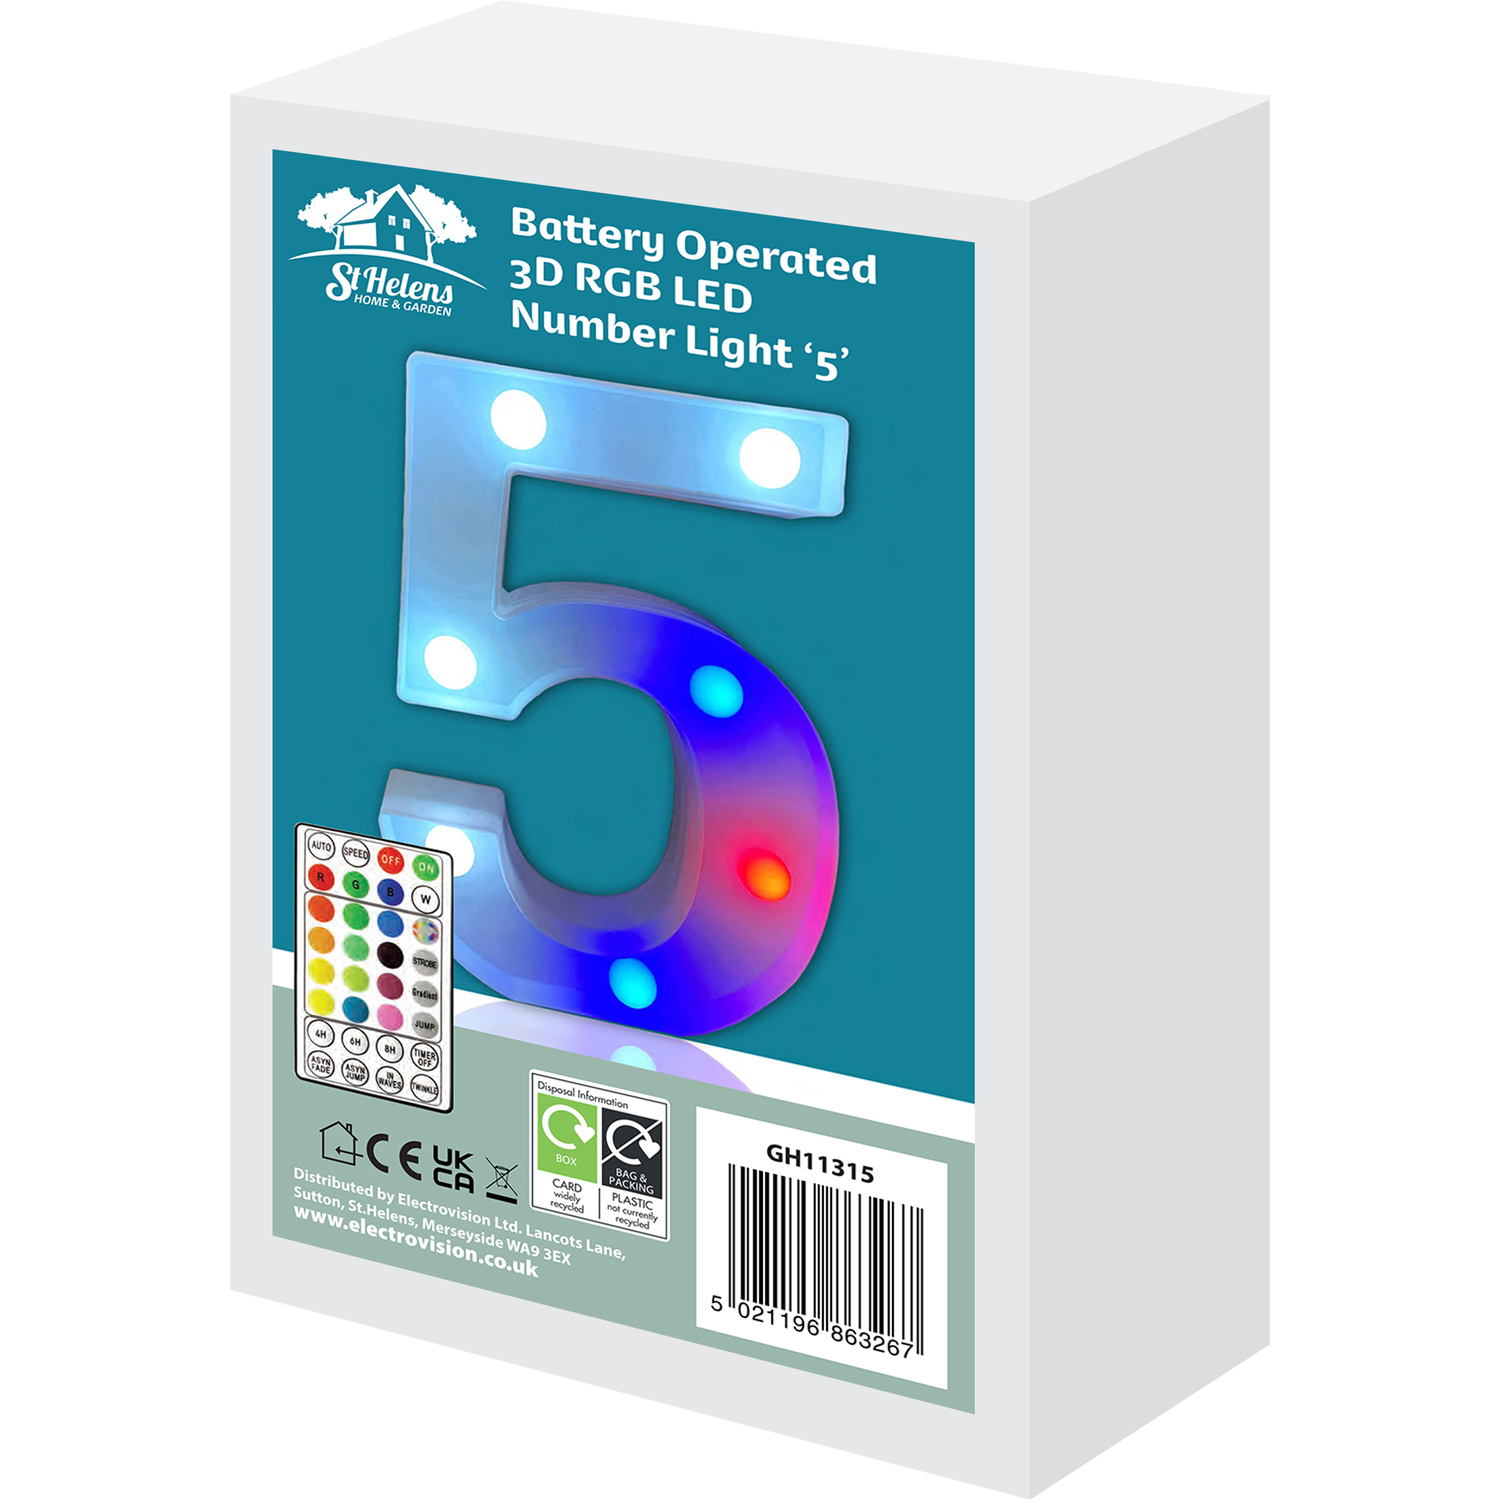 St Helens
HOME & GARDEN
Battery Operated
3D RGB LED
Number Light ‘5’
AUTO SPEED OFF ON
R G B W
STROBE
Gradient
JUMP
4H 6H 8H TIMER OFF
ASYN FADE ASYN JUMP IN WAVES TWINKLE
CE UK CA
Distributed by Electrovision Ltd. Lancots Lane,
Sutton, St.Helens, Merseyside WA9 3EX
www.electrovision.co.uk
Disposal Information
BOX
CARD
widely
recycled
BAG &
PACKING
PLASTIC
not currently
recycled
GH11315
5 021196 863267